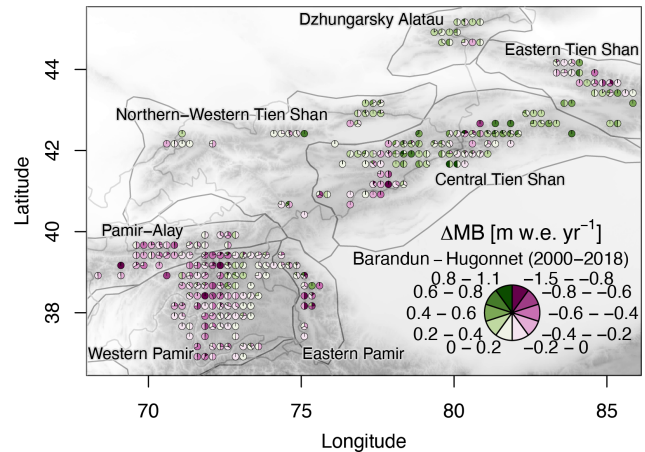 Dzhungarsky Alatau
Eastern Tien Shan
44
Northern−Western Tien Shan
42
Central Tien Shan
Latitude
40
Pamir−Alay
ΔMB [m w.e. yr−1]
Barandun − Hugonnet (2000−2018)
0.8 − 1.1
−1.5 − −0.8
0.6 − 0.8
−0.8 − −0.6
0.4 − 0.6
−0.6 − −0.4
38
0.2 − 0.4
−0.4 − −0.2
0 − 0.2
−0.2 − 0
Western Pamir
Eastern Pamir
70
75
80
85
Longitude